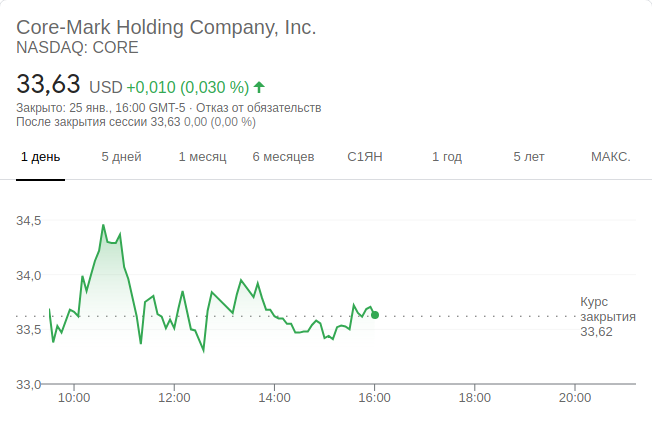 Core-Mark Holding Company, Inc.
NASDAQ: CORE
33,63 USD +0,010 (0,030 %)
Закрыто: 25 янв., 16:00 GMT-5 · Отказ от обязательств
После закрытия сессии 33,63 0,00 (0,00 %)
1 день 5 дней 1 месяц 6 месяцев С1ЯН 1 год 5 лет МАКС.
34,5
34,0
Курс
закрытия
33,62
33,5
33,0
10:00 12:00 14:00 16:00 18:00 20:00